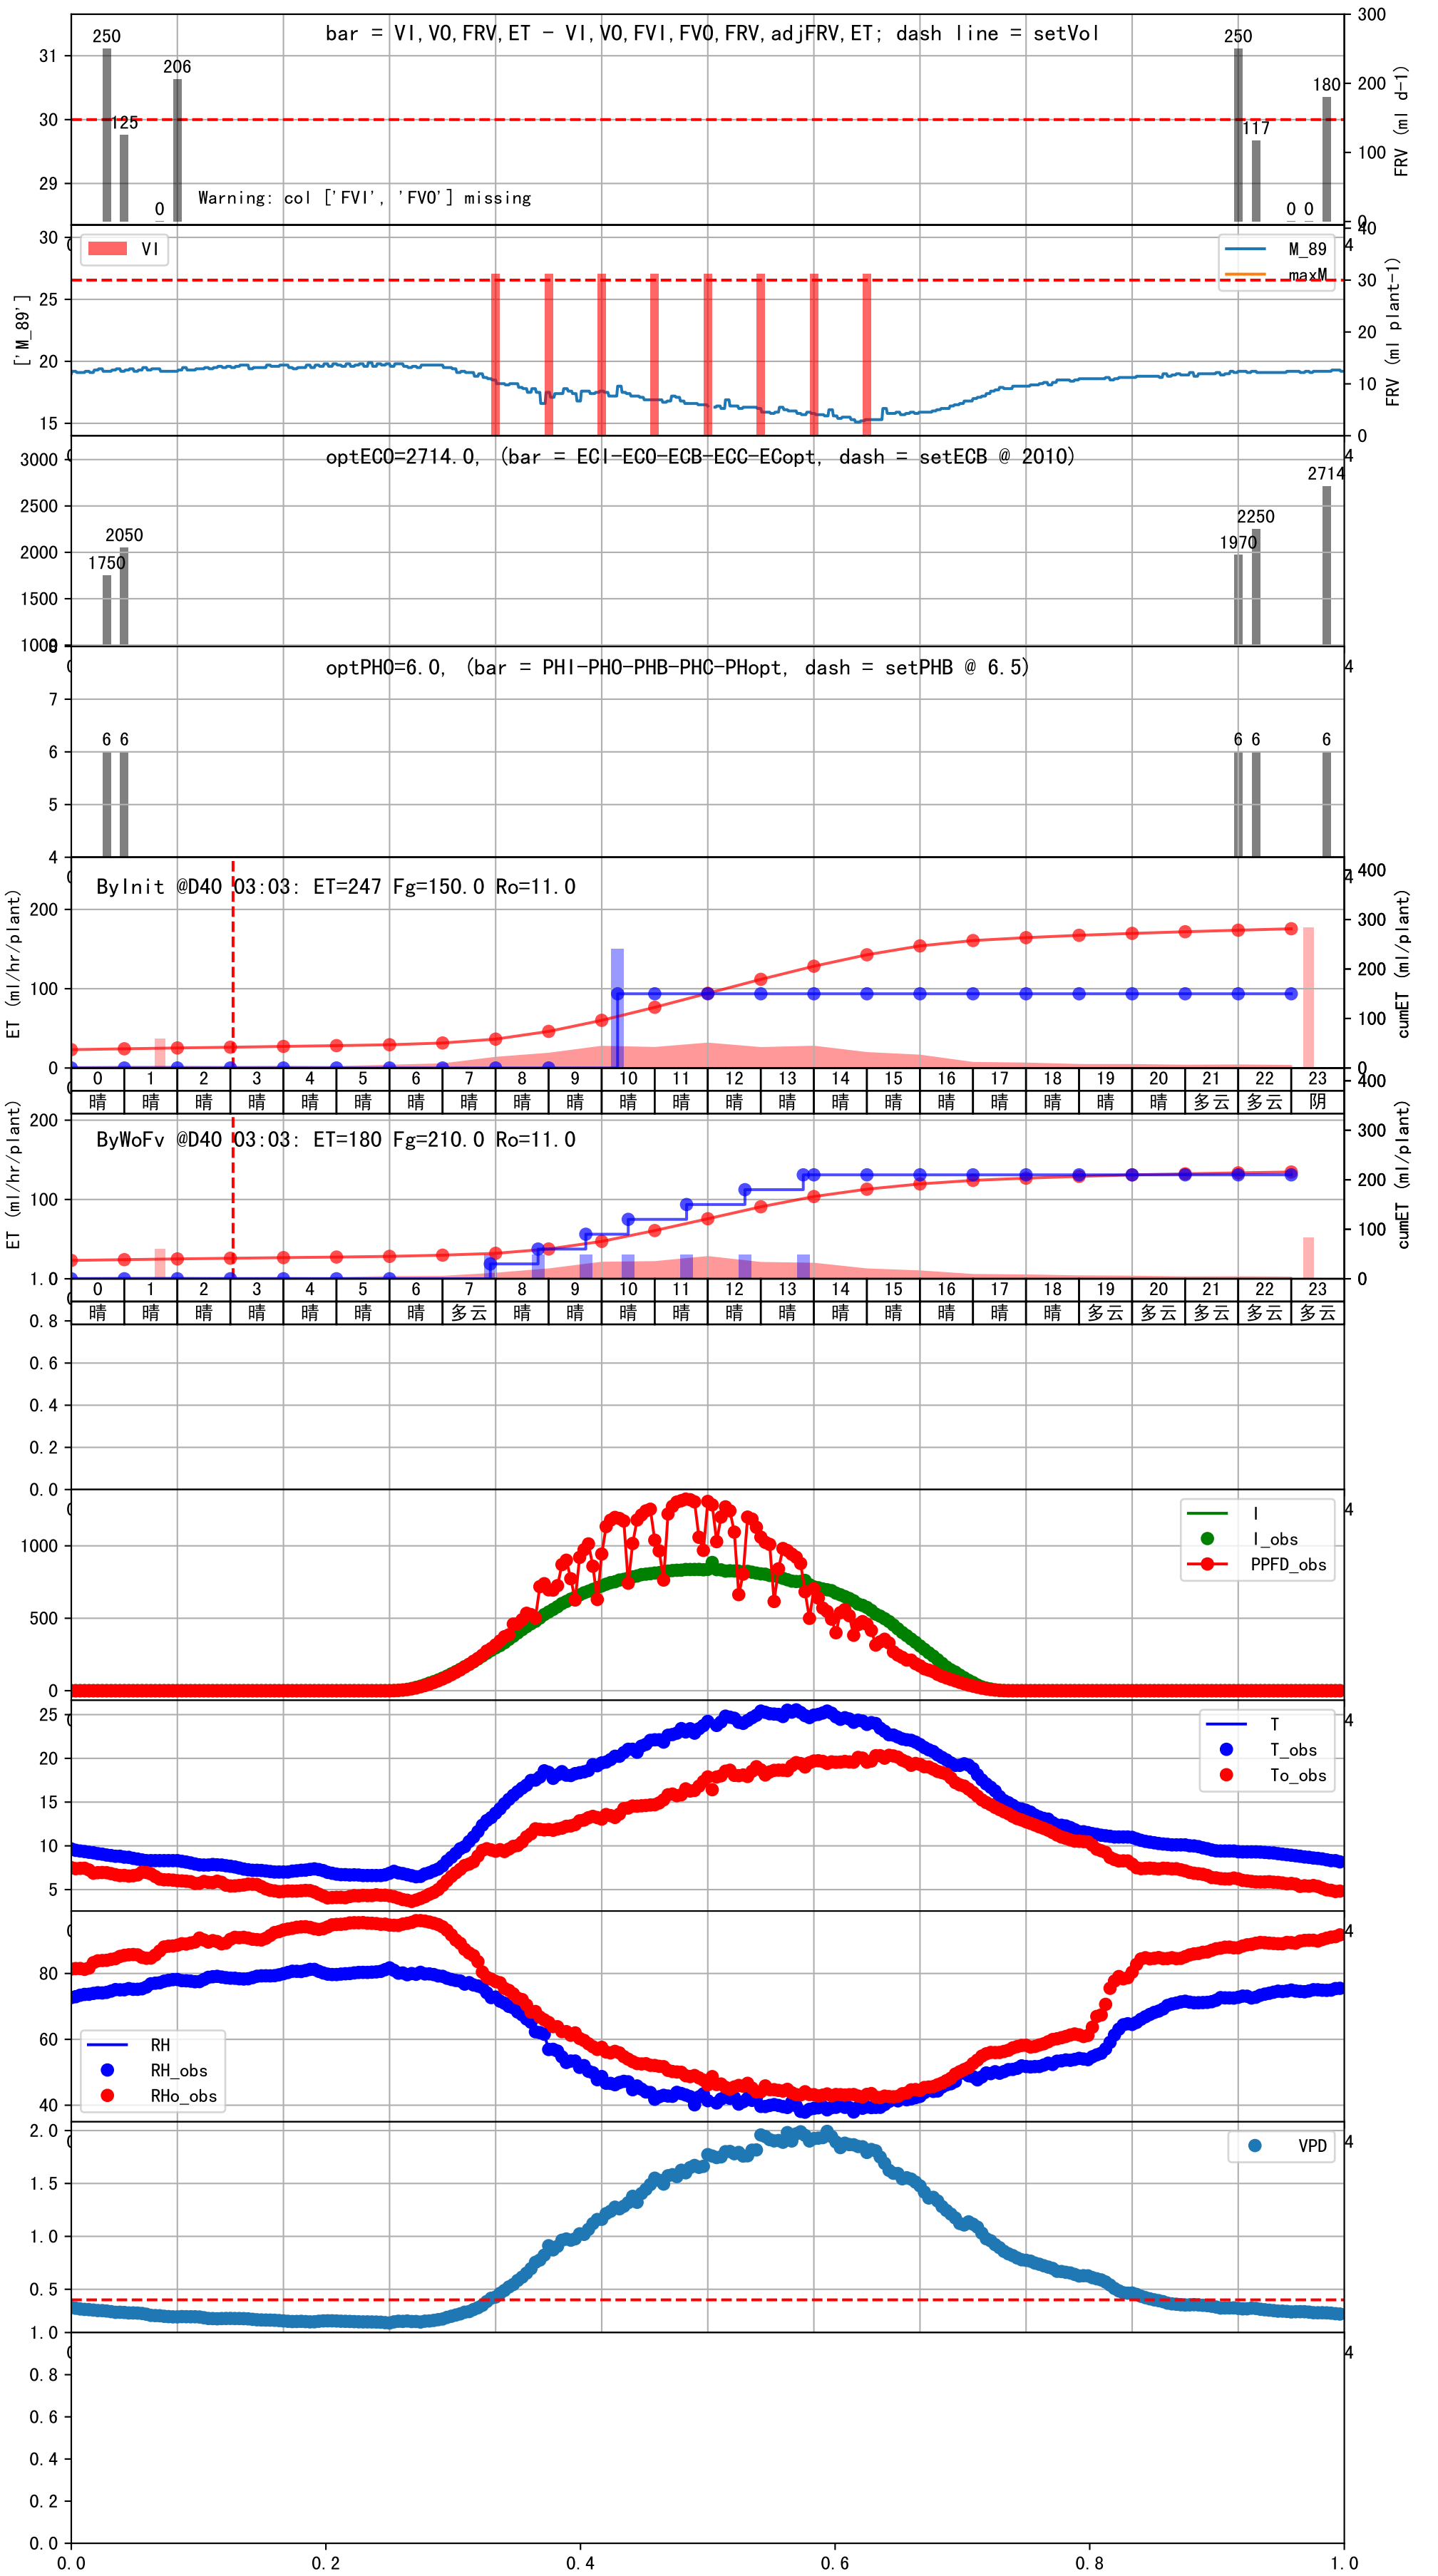 bar = VI,VO,FRV,ET - VI,VO,FVI,FVO,FRV,adjFRV,ET; dash line = setVol
250
125
0
206
250
117
0 0
180
Warning: col ['FVI', 'FVO'] missing
31
30
29
300
200
100
0
FRV (ml d-1)
VI
M_89
maxM
['M_89']
30
25
20
15
40
30
20
10
0
FRV (ml plant-1)
4
optECO=2714.0, (bar = ECI-ECO-ECB-ECC-ECopt, dash = setECB @ 2010)
3000
2500
2000
1500
1000
1750
2050
1970
2250
2714
4
optPHO=6.0, (bar = PHI-PHO-PHB-PHC-PHopt, dash = setPHB @ 6.5)
7
6
5
4
6 6
6 6
6
4
ByInit @D40 03:03: ET=247 Fg=150.0 Ro=11.0
ET (ml/hr/plant)
200
100
0
400
300
200
100
0
cumET (ml/plant)
4
0 1 2 3 4 5 6 7 8 9 10 11 12 13 14 15 16 17 18 19 20 21 22 23
晴 晴 晴 晴 晴 晴 晴 晴 晴 晴 晴 晴 晴 晴 晴 晴 晴 晴 晴 晴 晴 多云 多云 阴
ByWoFv @D40 03:03: ET=180 Fg=210.0 Ro=11.0
ET (ml/hr/plant)
200
100
400
300
200
100
0
cumET (ml/plant)
0 1 2 3 4 5 6 7 8 9 10 11 12 13 14 15 16 17 18 19 20 21 22 23
晴 晴 晴 晴 晴 晴 晴 多云 晴 晴 晴 晴 晴 晴 晴 晴 晴 晴 晴 多云 多云 多云 多云 多云
1.0
0.8
0.6
0.4
0.2
0.0
4
I
I_obs
PPFD_obs
1000
500
0
4
T
T_obs
To_obs
25
20
15
10
5
4
RH
RH_obs
RHo_obs
80
60
40
4
VPD
2.0
1.5
1.0
0.5
4
1.0
0.8
0.6
0.4
0.2
0.0
0.0 0.2 0.4 0.6 0.8 1.0